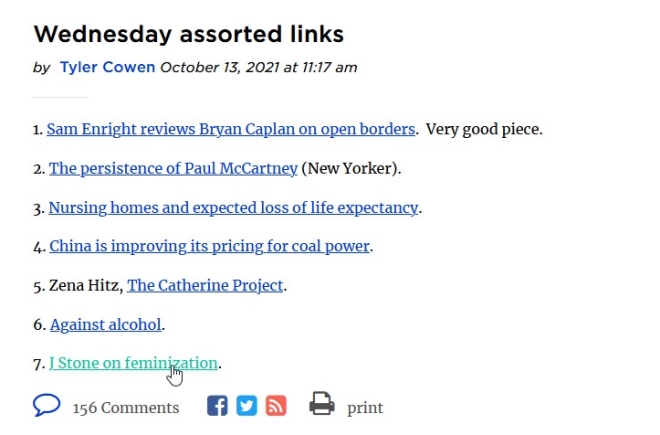 Wednesday assorted links
by Tyler Cowen October 13, 2021 at 11:17 am
1. Sam Enright reviews Bryan Caplan on open borders. Very good piece.
2. The persistence of Paul McCartney (New Yorker).
3. Nursing homes and expected loss of life expectancy.
4. China is improving its pricing for coal power.
5. Zena Hitz, The Catherine Project.
6. Against alcohol.
7. J Stone on feminization.
156 Comments print